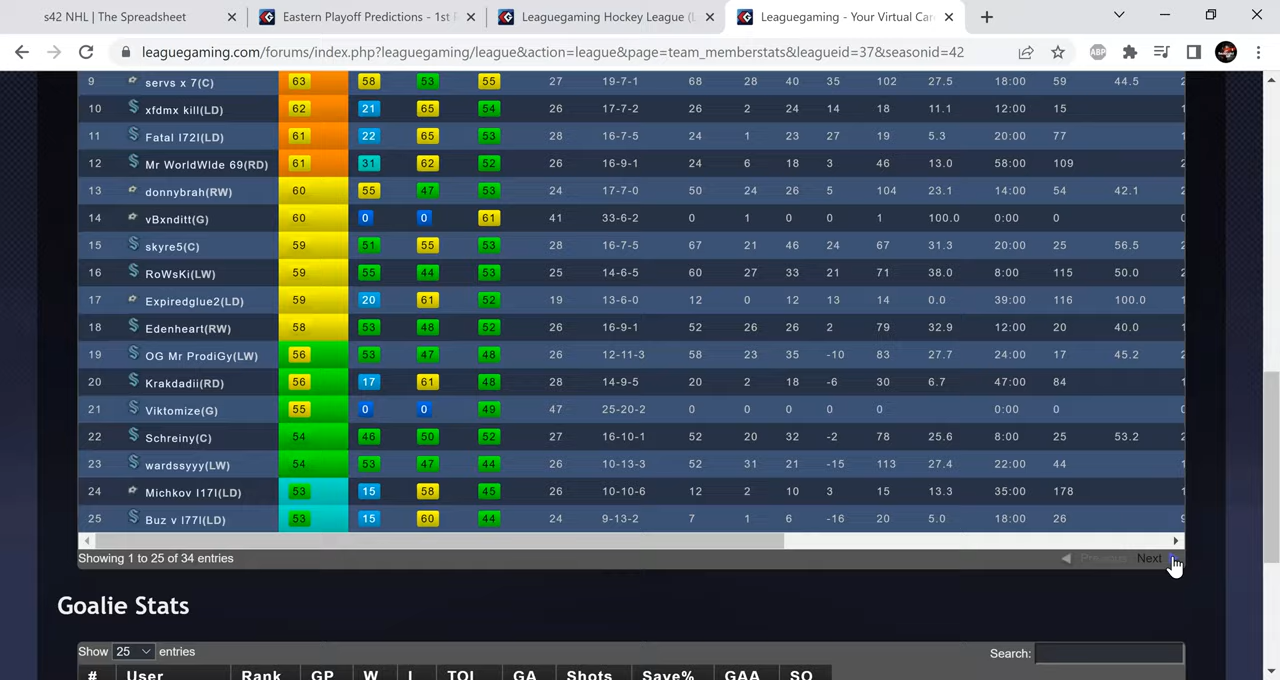 s42 NHL | The Spreadsheet
Eastern Playoff Predictions - 1st
Leaguegaming Hockey League (
Leaguegaming - Your Virtual Car
leaguegaming.com/forums/index.php?leaguegaming/league&action=league&page=team_memberstats&leagueid=37&seasonid=42
ABP
9 servs x 7(C) 63 58 53 55 27 19-7-1 68 28 40 35 102 27.5 18:00 59 44.5 2
10 xfdmx kill(LD) 62 21 65 54 26 17-7-2 26 2 24 14 18 11.1 12:00 15 1
11 Fatal I72I(LD) 61 22 65 53 28 16-7-5 24 1 23 27 19 5.3 20:00 77 1
12 Mr WorldWIde 69(RD) 61 31 62 52 26 16-9-1 24 6 18 3 46 13.0 58:00 109 2
13 donnybrah(RW) 60 55 47 53 24 17-7-0 50 24 26 5 104 23.1 14:00 54 42.1 2
14 vBxnditt(G) 60 0 0 61 41 33-6-2 0 1 0 0 1 100.0 0:00 0 0
15 skyre5(C) 59 51 55 53 28 16-7-5 67 21 46 24 67 31.3 20:00 25 56.5 2
16 RoWsKi(LW) 59 55 44 53 25 14-6-5 60 27 33 21 71 38.0 8:00 115 50.0 2
17 Expiredglue2(LD) 59 20 61 52 19 13-6-0 12 0 12 13 14 0.0 39:00 116 100.0 1
18 Edenheart(RW) 58 53 48 52 26 16-9-1 52 26 26 2 79 32.9 12:00 20 40.0 2
19 OG Mr ProdiGy(LW) 56 53 47 48 26 12-11-3 58 23 35 -10 83 27.7 24:00 17 45.2 2
20 Krakdadii(RD) 56 17 61 48 28 14-9-5 20 2 18 -6 30 6.7 47:00 84 1
21 Viktomize(G) 55 0 0 49 47 25-20-2 0 0 0 0 0 0:00 0 0
22 Schreiny(C) 54 46 50 52 27 16-10-1 52 20 32 -2 78 25.6 8:00 25 53.2 2
23 wardssyyy(LW) 54 53 47 44 26 10-13-3 52 31 21 -15 113 27.4 22:00 44 1
24 Michkov I17I(LD) 53 15 58 45 26 10-10-6 12 2 10 3 15 13.3 35:00 178 1
25 Buz v I77I(LD) 53 15 60 44 24 9-13-2 7 1 6 -16 20 5.0 18:00 26 9
Showing 1 to 25 of 34 entries Previous Next
Goalie Stats
Show 25 entries Search:
# User Rank GP W L TOI GA Shots Save% GAA SO